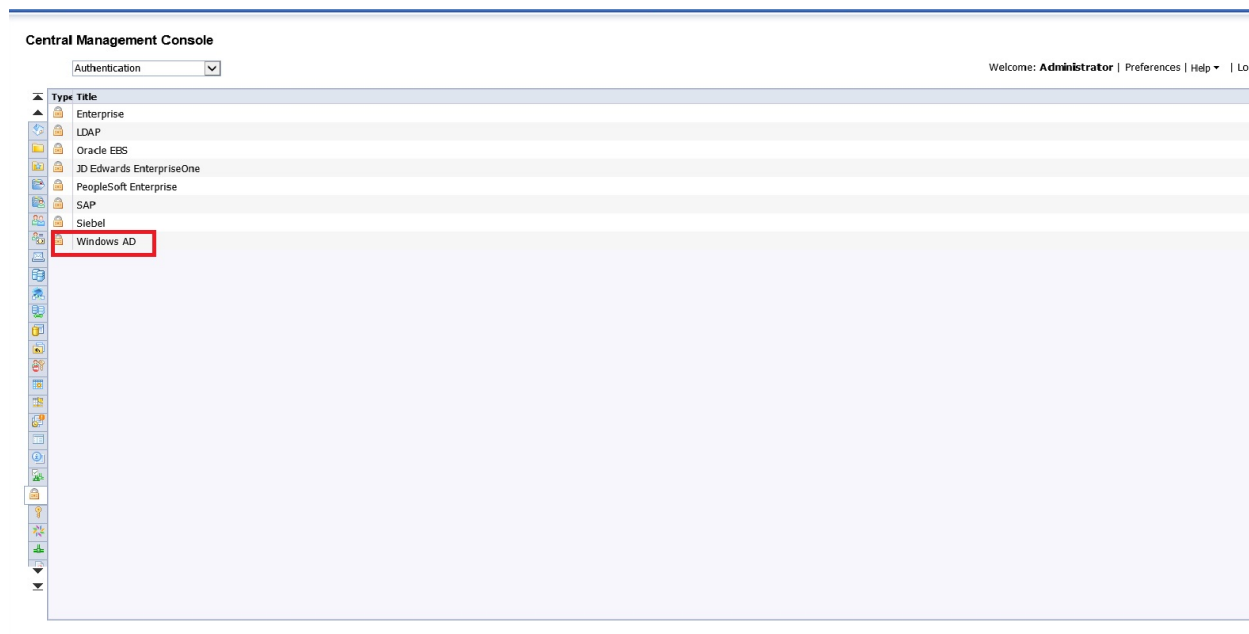 Central Management Console
Authentication
Welcome: Administrator | Preferences | Help | Lo
Type Title
Enterprise
LDAP
Oracle EBS
JD Edwards EnterpriseOne
PeopleSoft Enterprise
SAP
Siebel
Windows AD